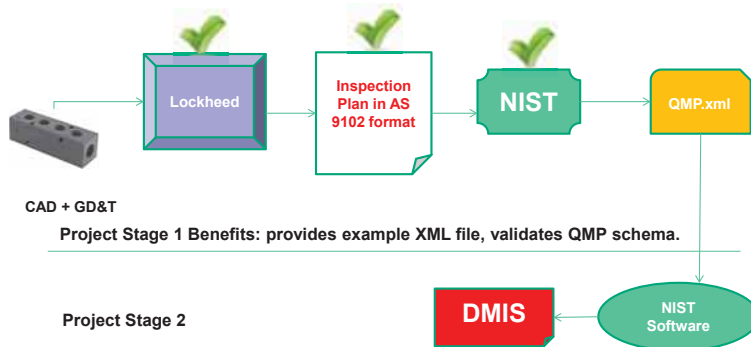 Lockheed
Inspection
Plan in AS
9102 format
NIST
QMP.xml
CAD + GD&T
Project Stage 1 Benefits: provides example XML file, validates QMP schema.
Project Stage 2
DMIS
NIST
Software